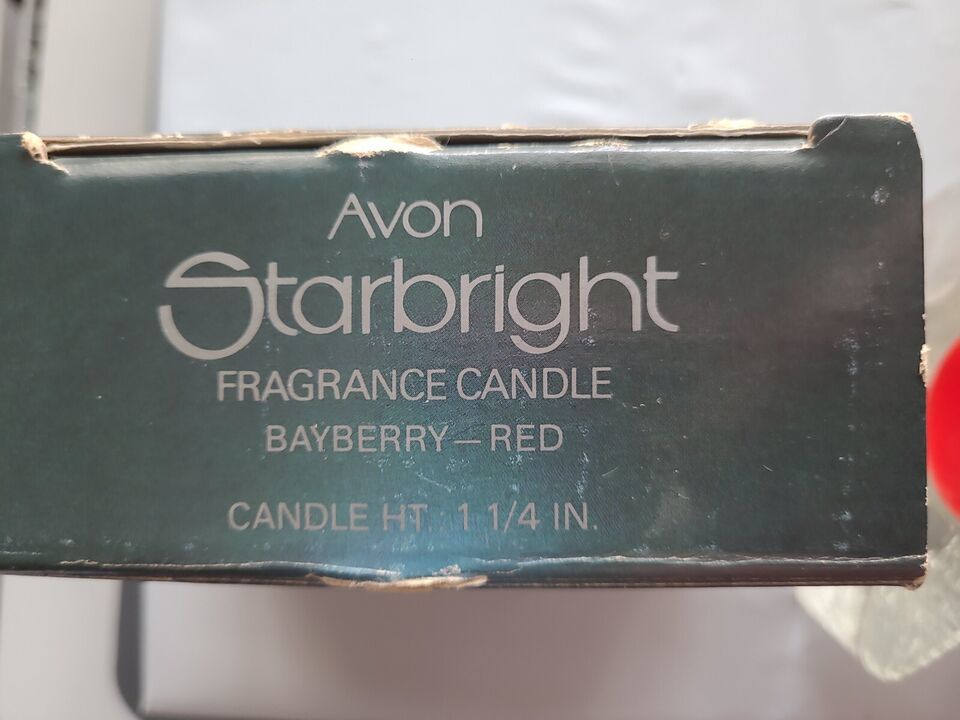 Avon
Starbright
FRAGRANCE CANDLE
BAYBERRY—RED
CANDLE HT. 1 1/4 IN.